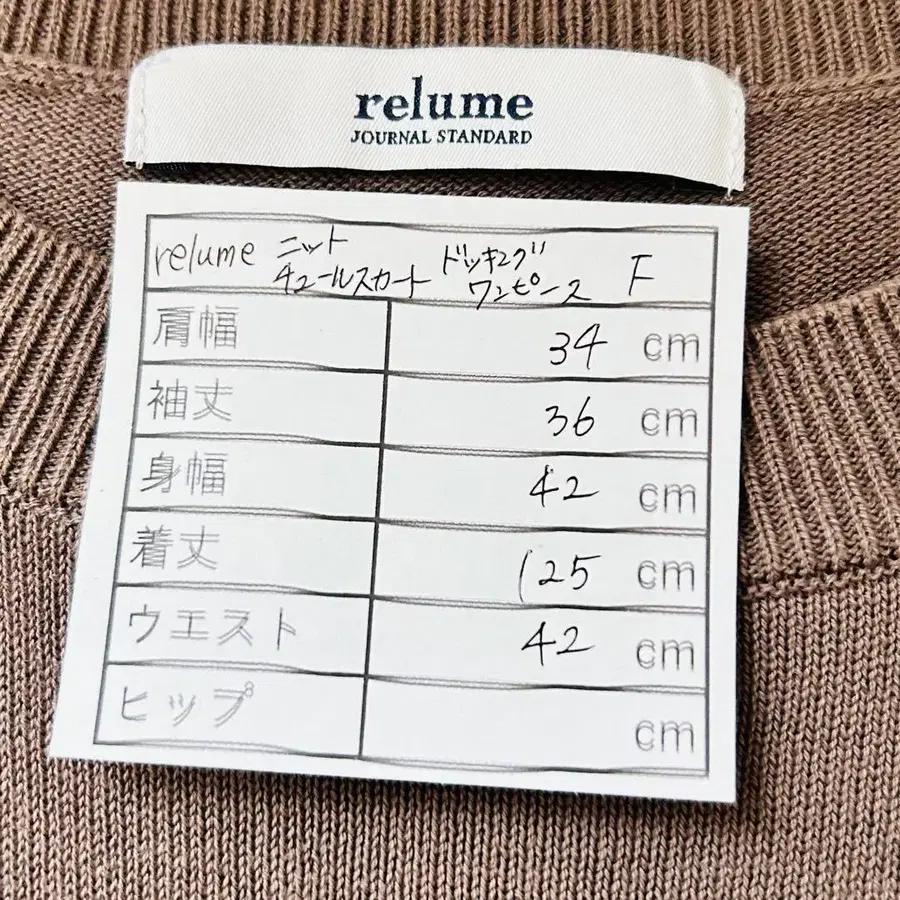 relume
JOURNAL STANDARD
relume ニット チュールスカート ドッキング ワンピース F
肩幅 34 cm
袖丈 36 cm
身幅 42 cm
着丈 125 cm
ウエスト 42 cm
ヒップ cm